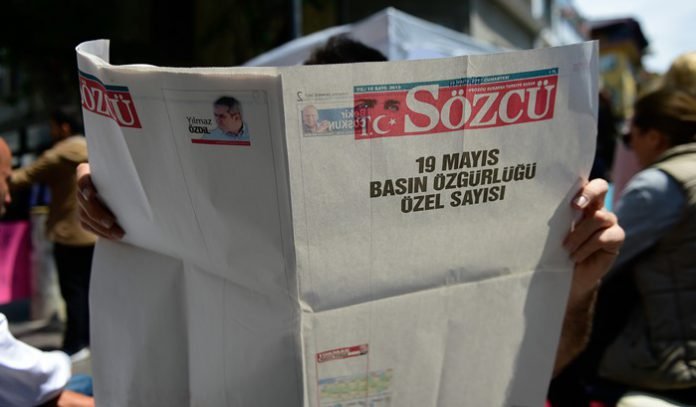 SÖZCÜ
Yılmaz
ÖZDİL
T.C. SÖZCÜ
19 MAYIS
BASIN ÖZGÜRLÜĞÜ
ÖZEL SAYISI